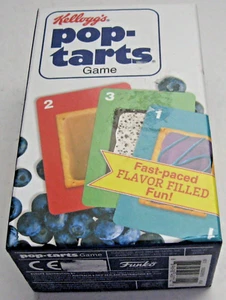 Kellogg's
pop-
tarts
Game
2
3
1
Fast-paced
FLAVOR FILLED
Fun!
pop-tarts Game
CE
Funko